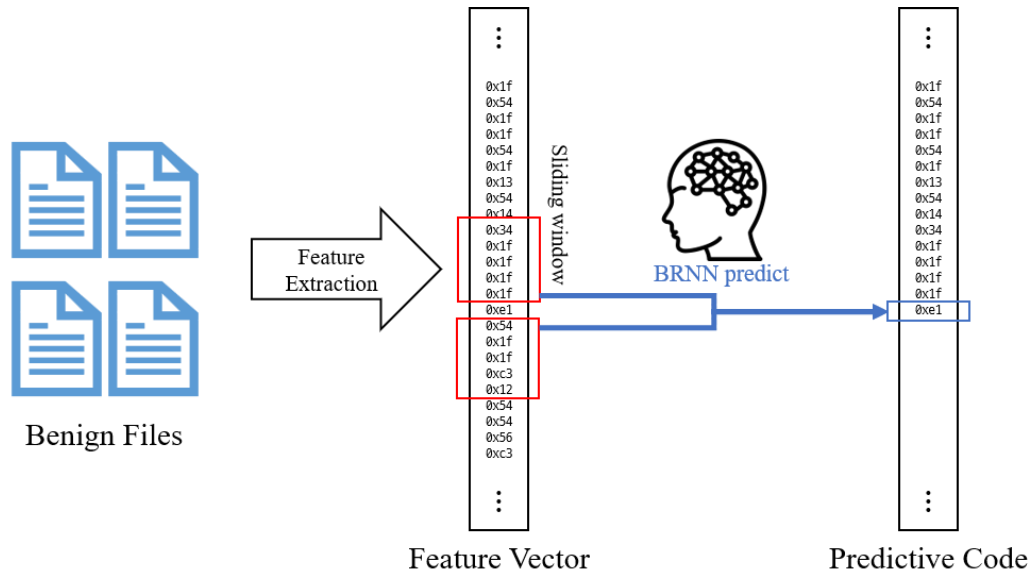 Benign Files
Feature
Extraction
⋮
0x1f
0x54
0x1f
0x1f
0x54
0x1f
0x13
0x54
0x14
0x34
0x1f
0x1f
0x1f
0x1f
0xe1
0x54
0x1f
0x1f
0xc3
0x12
0x54
0x54
0x56
0xc3
⋮
Feature Vector
Sliding window
BRNN predict
⋮
0x1f
0x54
0x1f
0x1f
0x54
0x1f
0x13
0x54
0x14
0x34
0x1f
0x1f
0x1f
0x1f
0xe1
⋮
Predictive Code